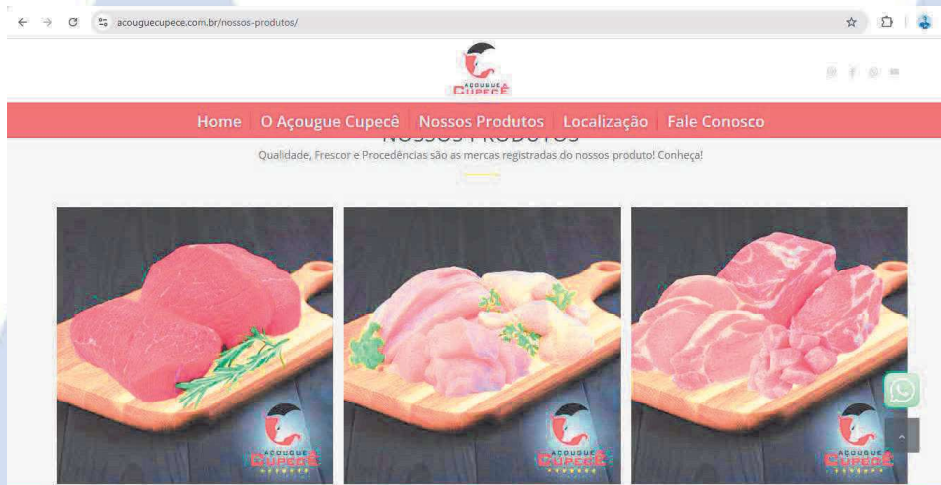 acouguecupece.com.br/nossos-produtos/
AÇOUGUE
CUPECÊ
Home O Açougue Cupecê Nossos Produtos Localização Fale Conosco
NOSSOS PRODUTOS
Qualidade, Frescor e Procedências são as mercas registradas do nossos produto! Conheça!
AÇOUGUE
CUPECÊ
AÇOUGUE
CUPECÊ
AÇOUGUE
CUPECÊ